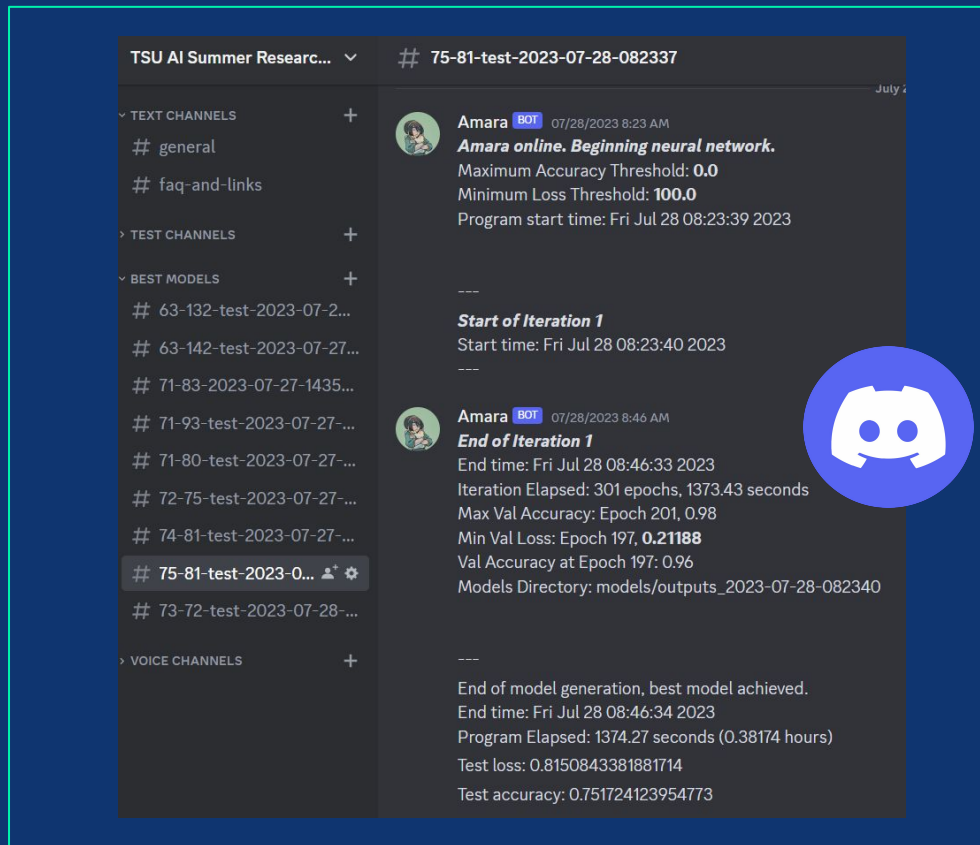 TSU AI Summer Researc...
TEXT CHANNELS
# general
# faq-and-links
TEST CHANNELS
BEST MODELS
# 63-132-test-2023-07-2...
# 63-142-test-2023-07-27...
# 71-83-2023-07-27-1435...
# 71-93-test-2023-07-27-...
# 71-80-test-2023-07-27-...
# 72-75-test-2023-07-27-...
# 74-81-test-2023-07-27-...
# 75-81-test-2023-0...
# 73-72-test-2023-07-28-...
VOICE CHANNELS
# 75-81-test-2023-07-28-082337
July
Amara BOT 07/28/2023 8:23 AM
Amara online. Beginning neural network.
Maximum Accuracy Threshold: 0.0
Minimum Loss Threshold: 100.0
Program start time: Fri Jul 28 08:23:39 2023
---
Start of Iteration 1
Start time: Fri Jul 28 08:23:40 2023
---
Amara BOT 07/28/2023 8:46 AM
End of Iteration 1
End time: Fri Jul 28 08:46:33 2023
Iteration Elapsed: 301 epochs, 1373.43 seconds
Max Val Accuracy: Epoch 201, 0.98
Min Val Loss: Epoch 197, 0.21188
Val Accuracy at Epoch 197: 0.96
Models Directory: models/outputs_2023-07-28-082340
---
End of model generation, best model achieved.
End time: Fri Jul 28 08:46:34 2023
Program Elapsed: 1374.27 seconds (0.38174 hours)
Test loss: 0.8150843381881714
Test accuracy: 0.751724123954773